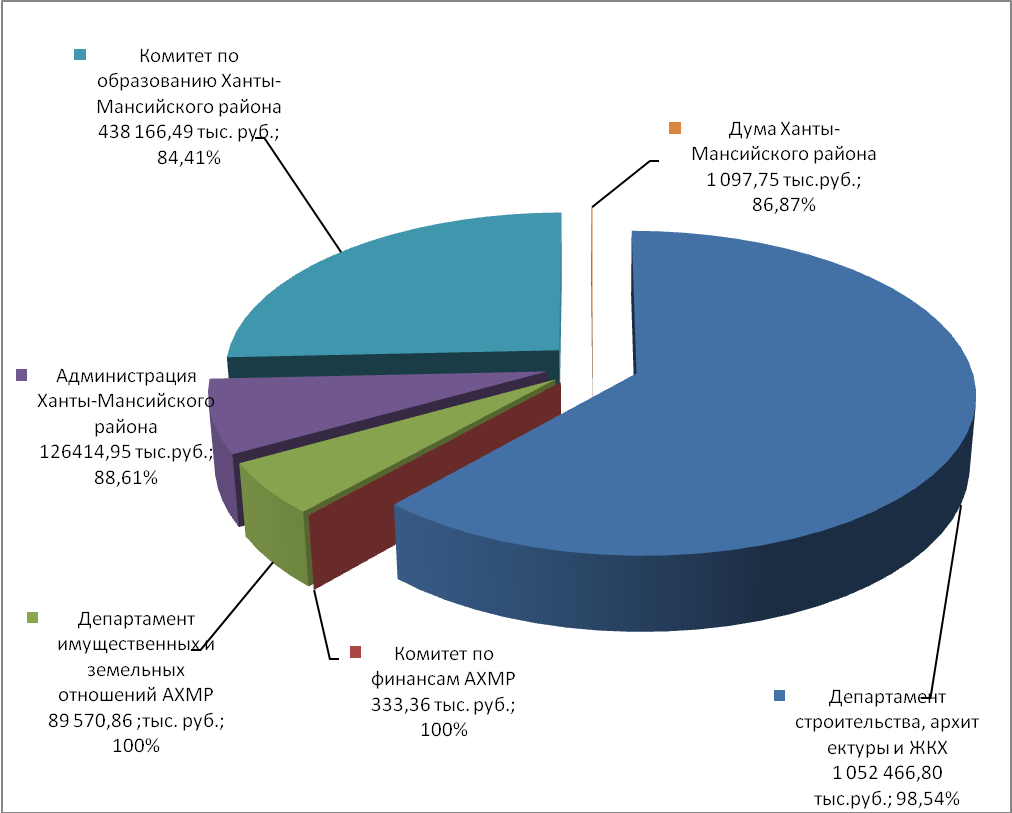 Комитет по
образованию Ханты-
Мансийского района
438 166,49 тыс. руб.;
84,41%
Дума Ханты-
Мансийского района
1 097,75 тыс.руб.;
86,87%
Администрация
Ханты-Мансийского
района
126414,95 тыс.руб.;
88,61%
Департамент
имущественных и
земельных
отношений АХМР
89 570,86 ;тыс. руб.;
100%
Комитет по
финансам АХМР
333,36 тыс. руб.;
100%
Департамент
строительства, архит
ектуры и ЖКХ
1 052 466,80
тыс.руб.; 98,54%